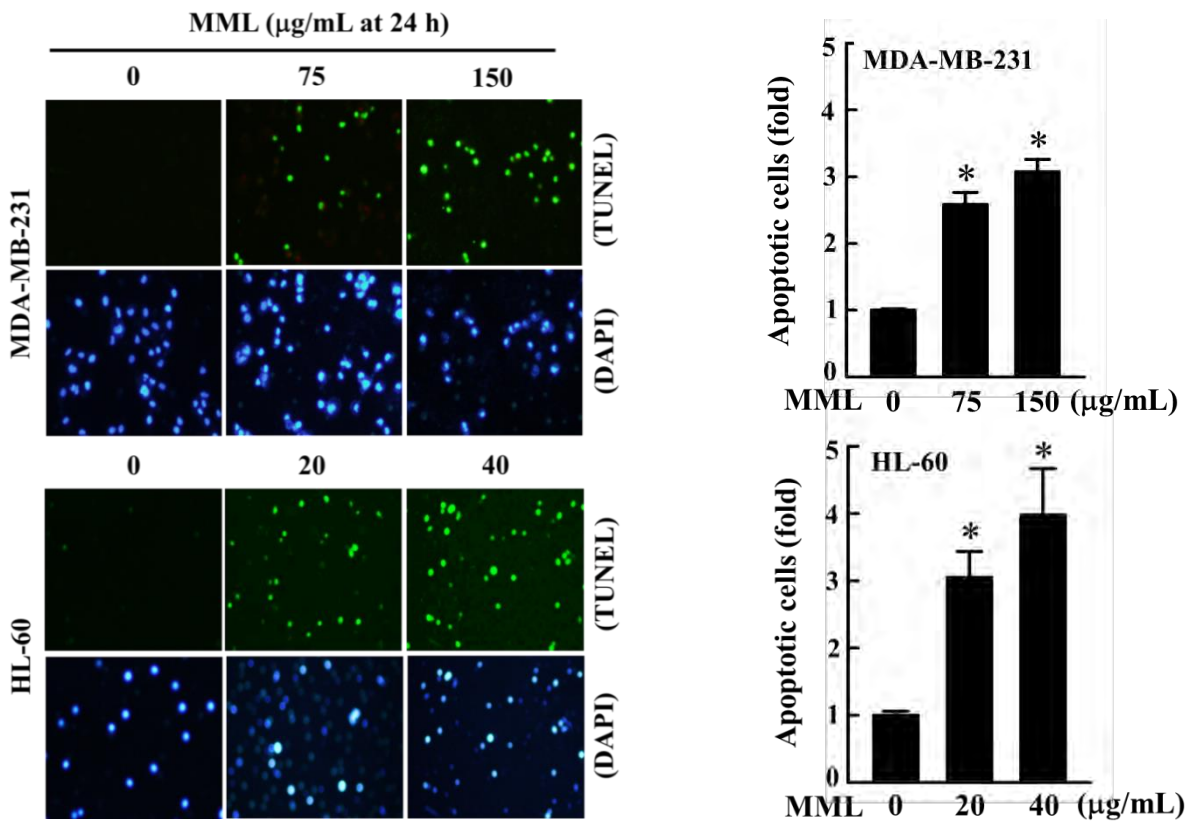 MML (μg/mL at 24 h)
0 75 150
MDA-MB-231
(TUNEL)
(DAPI)
0 20 40
HL-60
(TUNEL)
(DAPI)
MDA-MB-231
Apoptotic cells (fold)
5
4
3
2
1
0
*
*
MML 0 75 150 (μg/mL)
HL-60
Apoptotic cells (fold)
5
4
3
2
1
0
*
*
MML 0 20 40 (μg/mL)